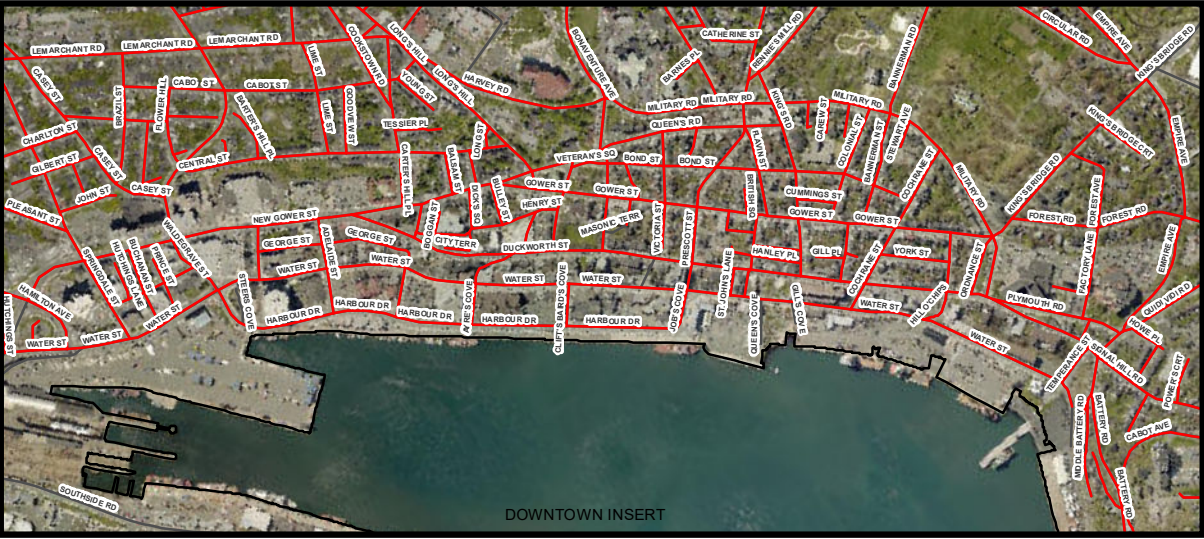 LEMARCHANT RD
LEMARCHANT RD
LEMARCHANT RD
LIME ST
COOKSTOWN RD
LONG'S HILL
LONG'S HILL
YOUNG ST
HARVEY RD
BONAVENTURE AVE
CATHERINE ST
BARNES PL
RENNIE'S MILL RD
BANNERMAN RD
CIRCULAR RD
EMPIRE AVE
KING'S BRIDGE RD
CASEY ST
BRAZIL ST
CABOT ST
FLOWER HILL
CABOT ST
BARTER'S HILL PL
LIME ST
GOODVIEW ST
TESSIER PL
MILITARY RD
MILITARY RD
KING'S RD
MILITARY RD
CAREW ST
COLONIAL ST
BANNERMAN ST
STEWART AVE
KING'S BRIDGE CRT
EMPIRE AVE
CHARLTON ST
GILBERT ST
CASEY ST
CENTRAL ST
CARTER'S HILL PL
BALSAM ST
LONG ST
QUEEN'S RD
VETERAN'S SQ
BOND ST
BOND ST
FLAVIN ST
COCHRANE ST
MILITARY RD
KING'S BRIDGE RD
JOHN ST
CASEY ST
DICK'S SQ
BULLEY ST
GOWER ST
GOWER ST
HENRY ST
BRITISH SQ
CUMMINGS ST
GOWER ST
GOWER ST
FOREST RD
FOREST AVE
FOREST RD
EMPIRE AVE
PLEASANT ST
NEW GOWER ST
WALDEGRAVE ST
GEORGE ST
ADELAIDE ST
GEORGE ST
BOGGAN ST
CITY TERR
DUCKWORTH ST
MASONIC TERR
VICTORIA ST
PRESCOTT ST
HANLEY PL
GILL PL
YORK ST
COCHRANE ST
ORDNANCE ST
FACTORY LANE
SPRINGDALE ST
HUTCHINGS LANE
BUCHANAN ST
PRINCE ST
WATER ST
WATER ST
WATER ST
WATER ST
ST. JOHN'S LANE
HILL O'CHIPS
PLYMOUTH RD
QUIDI VIDI RD
HAMILTON AVE
HUTCHINGS ST
WATER ST
WATER ST
WATER ST
STEERS COVE
HARBOUR DR
HARBOUR DR
HARBOUR DR
AYRE'S COVE
HARBOUR DR
CLIFT'S BAIRD'S COVE
HARBOUR DR
JOB'S COVE
QUEEN'S COVE
GILL'S COVE
WATER ST
WATER ST
HOWE PL
TEMPERANCE ST
SIGNAL HILL RD
POWER'S CRT
MIDDLE BATTERY RD
BATTERY RD
CABOT AVE
BATTERY RD
SOUTHSIDE RD
DOWNTOWN INSERT